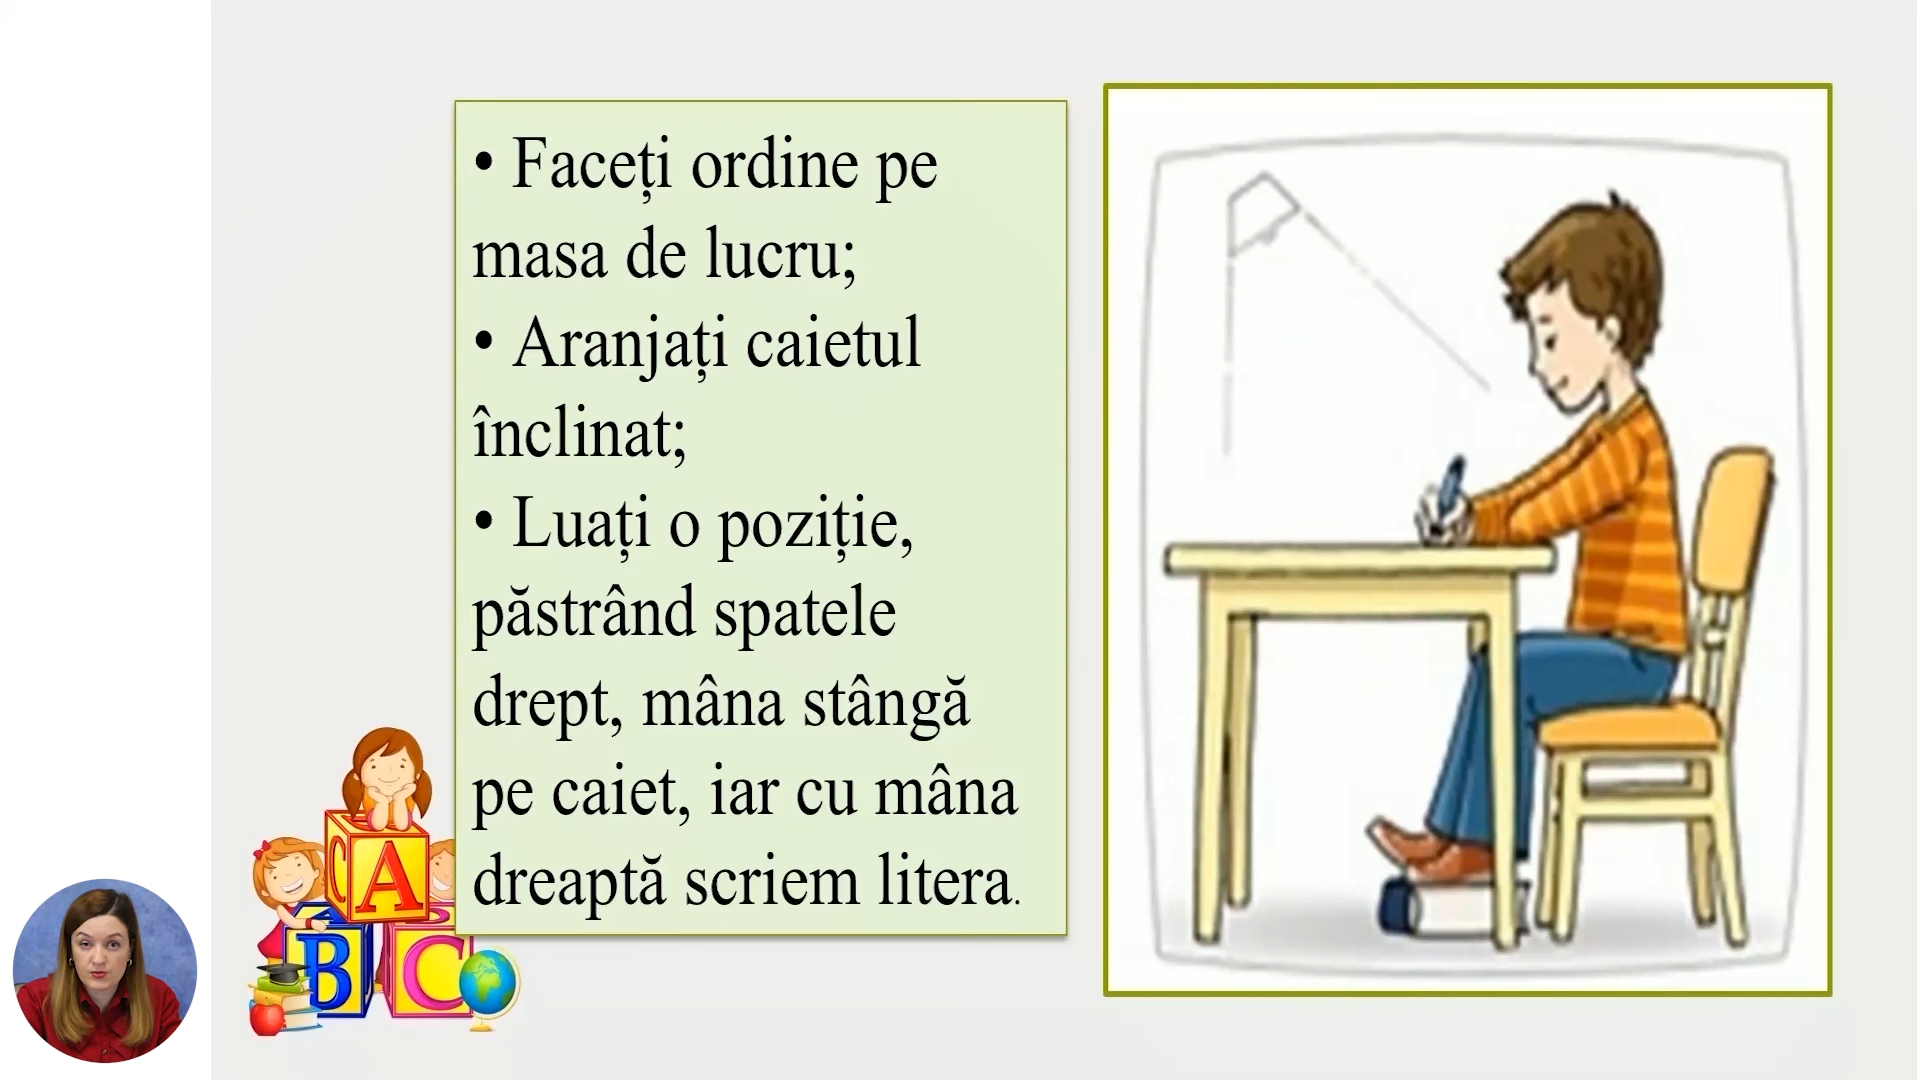 • Faceți ordine pe
masa de lucru;
• Aranjați caietul
înclinat;
• Luați o poziție,
păstrând spatele
drept, mâna stângă
pe caiet, iar cu mâna
dreaptă scriem litera.
C A
B C